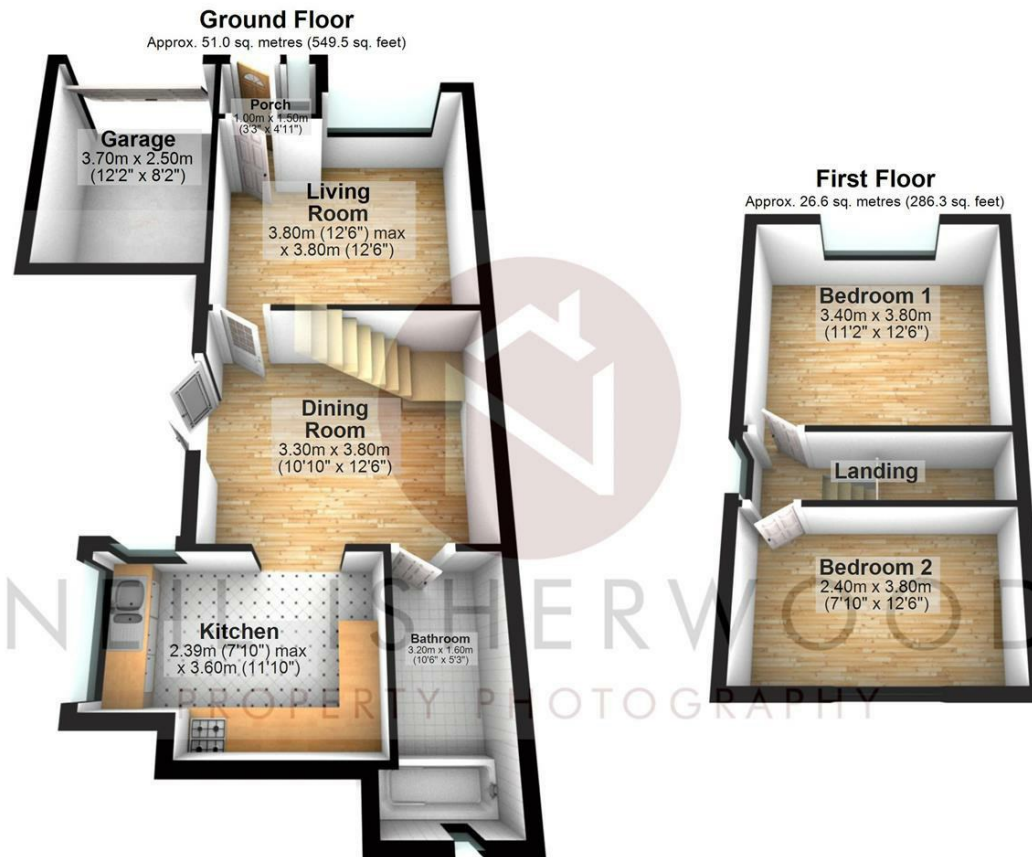 Ground Floor
Approx. 51.0 sq. metres (549.5 sq. feet)
Porch
1.00m x 1.50m
(3'3" x 4'11")
Garage
3.70m x 2.50m
(12'2" x 8'2")
Living
Room
3.80m (12'6") max
x 3.80m (12'6")
Dining
Room
3.30m x 3.80m
(10'10" x 12'6")
Kitchen
2.39m (7'10") max
x 3.60m (11'10")
Bathroom
3.20m x 1.60m
(10'6" x 5'3")
First Floor
Approx. 26.6 sq. metres (286.3 sq. feet)
Bedroom 1
3.40m x 3.80m
(11'2" x 12'6")
Landing
Bedroom 2
2.40m x 3.80m
(7'10" x 12'6")
ISHERWOOD
PROPERTY PHOTOGRAPHY